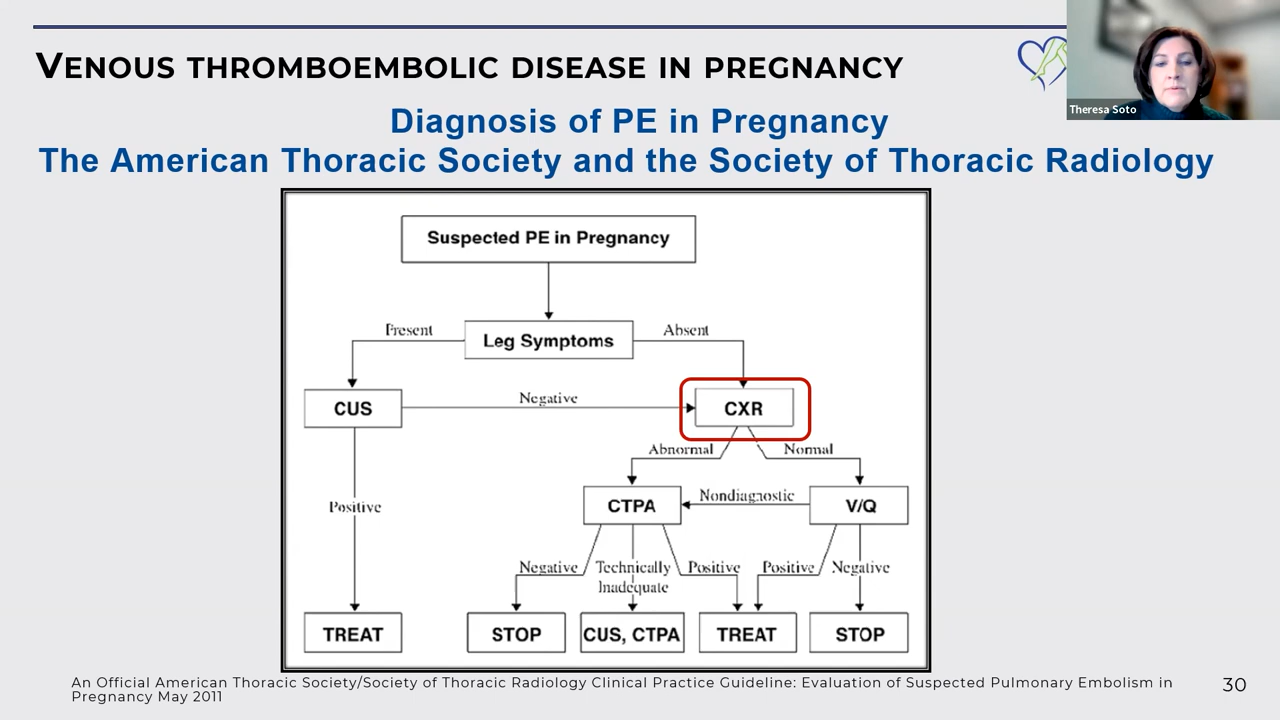 VENOUS THROMBOEMBOLIC DISEASE IN PREGNANCY
Theresa Soto
Diagnosis of PE in Pregnancy
The American Thoracic Society and the Society of Thoracic Radiology
Suspected PE in Pregnancy
Present
Leg Symptoms
Absent
CUS
Negative
CXR
Abnormal
Normal
CTPA
Nondiagnostic
V/Q
Positive
Negative
Technically
Inadequate
Positive
Positive
Negative
TREAT
STOP
CUS, CTPA
TREAT
STOP
An Official American Thoracic Society/Society of Thoracic Radiology Clinical Practice Guideline: Evaluation of Suspected Pulmonary Embolism in
Pregnancy May 2011
30